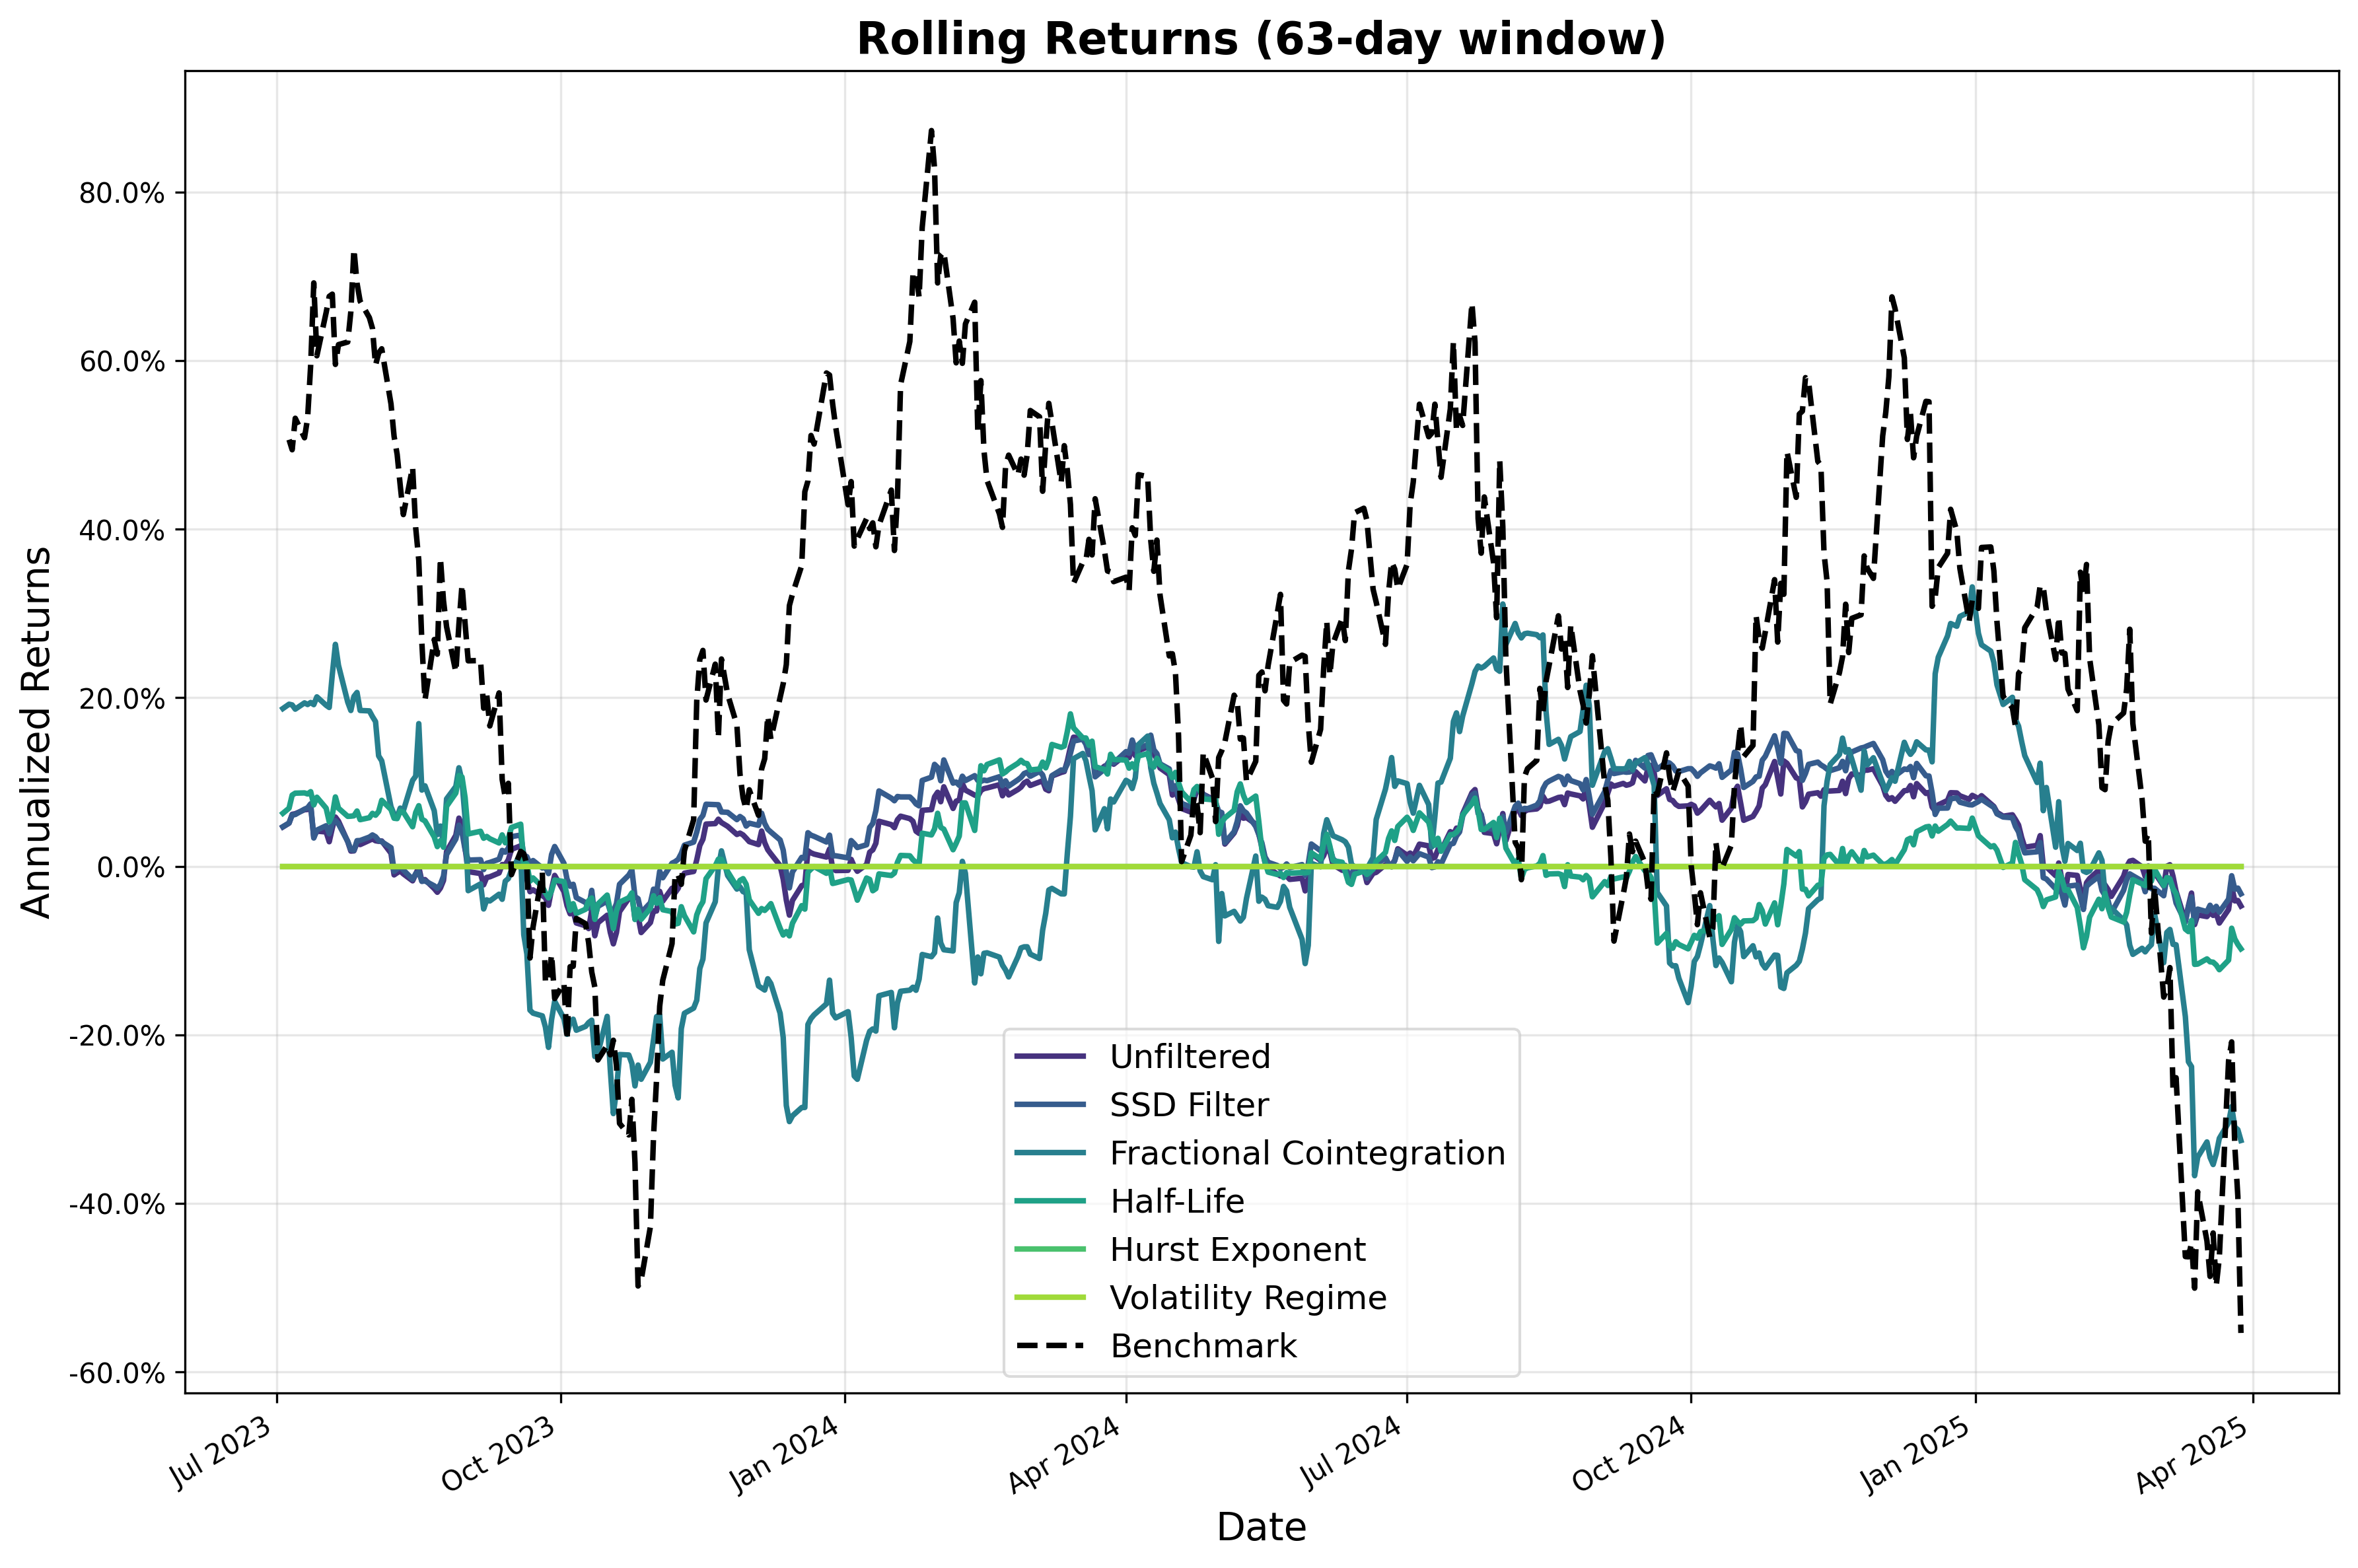 Rolling Returns (63-day window)
Annualized Returns
80.0%
60.0%
40.0%
20.0%
0.0%
-20.0%
-40.0%
-60.0%
Unfiltered
SSD Filter
Fractional Cointegration
Half-Life
Hurst Exponent
Volatility Regime
Benchmark
Jul 2023
Oct 2023
Jan 2024
Apr 2024
Jul 2024
Oct 2024
Jan 2025
Apr 2025
Date